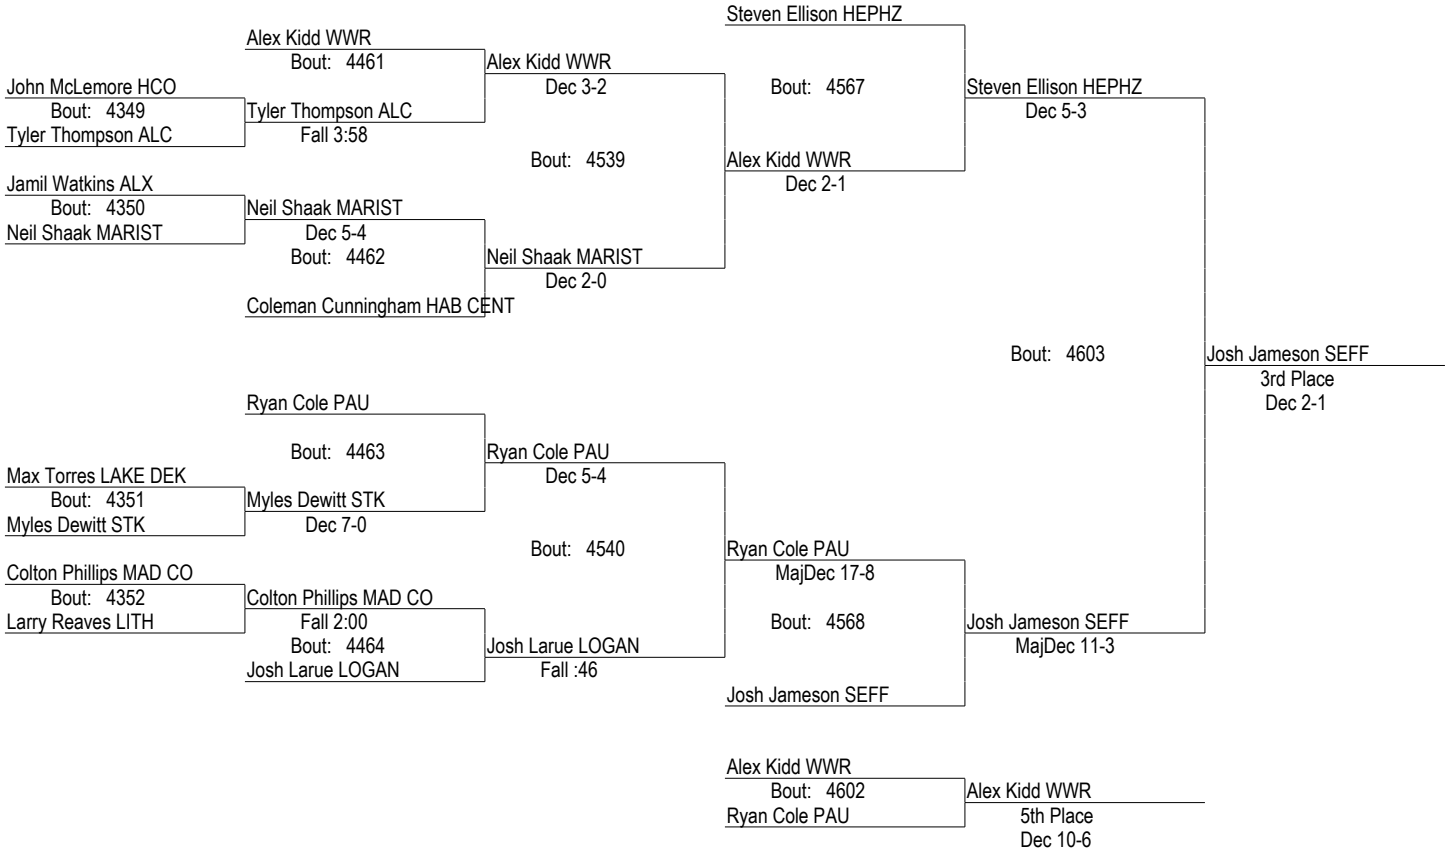 Steven Ellison HEPHZ
Alex Kidd WWR
Bout: 4461
Alex Kidd WWR
John McLemore HCO
Dec 3-2
Bout: 4567
Steven Ellison HEPHZ
Bout: 4349
Tyler Thompson ALC
Dec 5-3
Tyler Thompson ALC
Fall 3:58
Bout: 4539
Alex Kidd WWR
Jamil Watkins ALX
Dec 2-1
Bout: 4350
Neil Shaak MARIST
Neil Shaak MARIST
Dec 5-4
Bout: 4462
Neil Shaak MARIST
Dec 2-0
Coleman Cunningham HAB CENT
Bout: 4603
Josh Jameson SEFF
3rd Place
Dec 2-1
Ryan Cole PAU
Bout: 4463
Ryan Cole PAU
Max Torres LAKE DEK
Dec 5-4
Bout: 4351
Myles Dewitt STK
Myles Dewitt STK
Dec 7-0
Bout: 4540
Ryan Cole PAU
Colton Phillips MAD CO
MajDec 17-8
Bout: 4352
Colton Phillips MAD CO
Larry Reaves LITH
Fall 2:00
Bout: 4568
Josh Jameson SEFF
Bout: 4464
Josh Larue LOGAN
MajDec 11-3
Josh Larue LOGAN
Fall :46
Josh Jameson SEFF
Alex Kidd WWR
Bout: 4602
Alex Kidd WWR
Ryan Cole PAU
5th Place
Dec 10-6